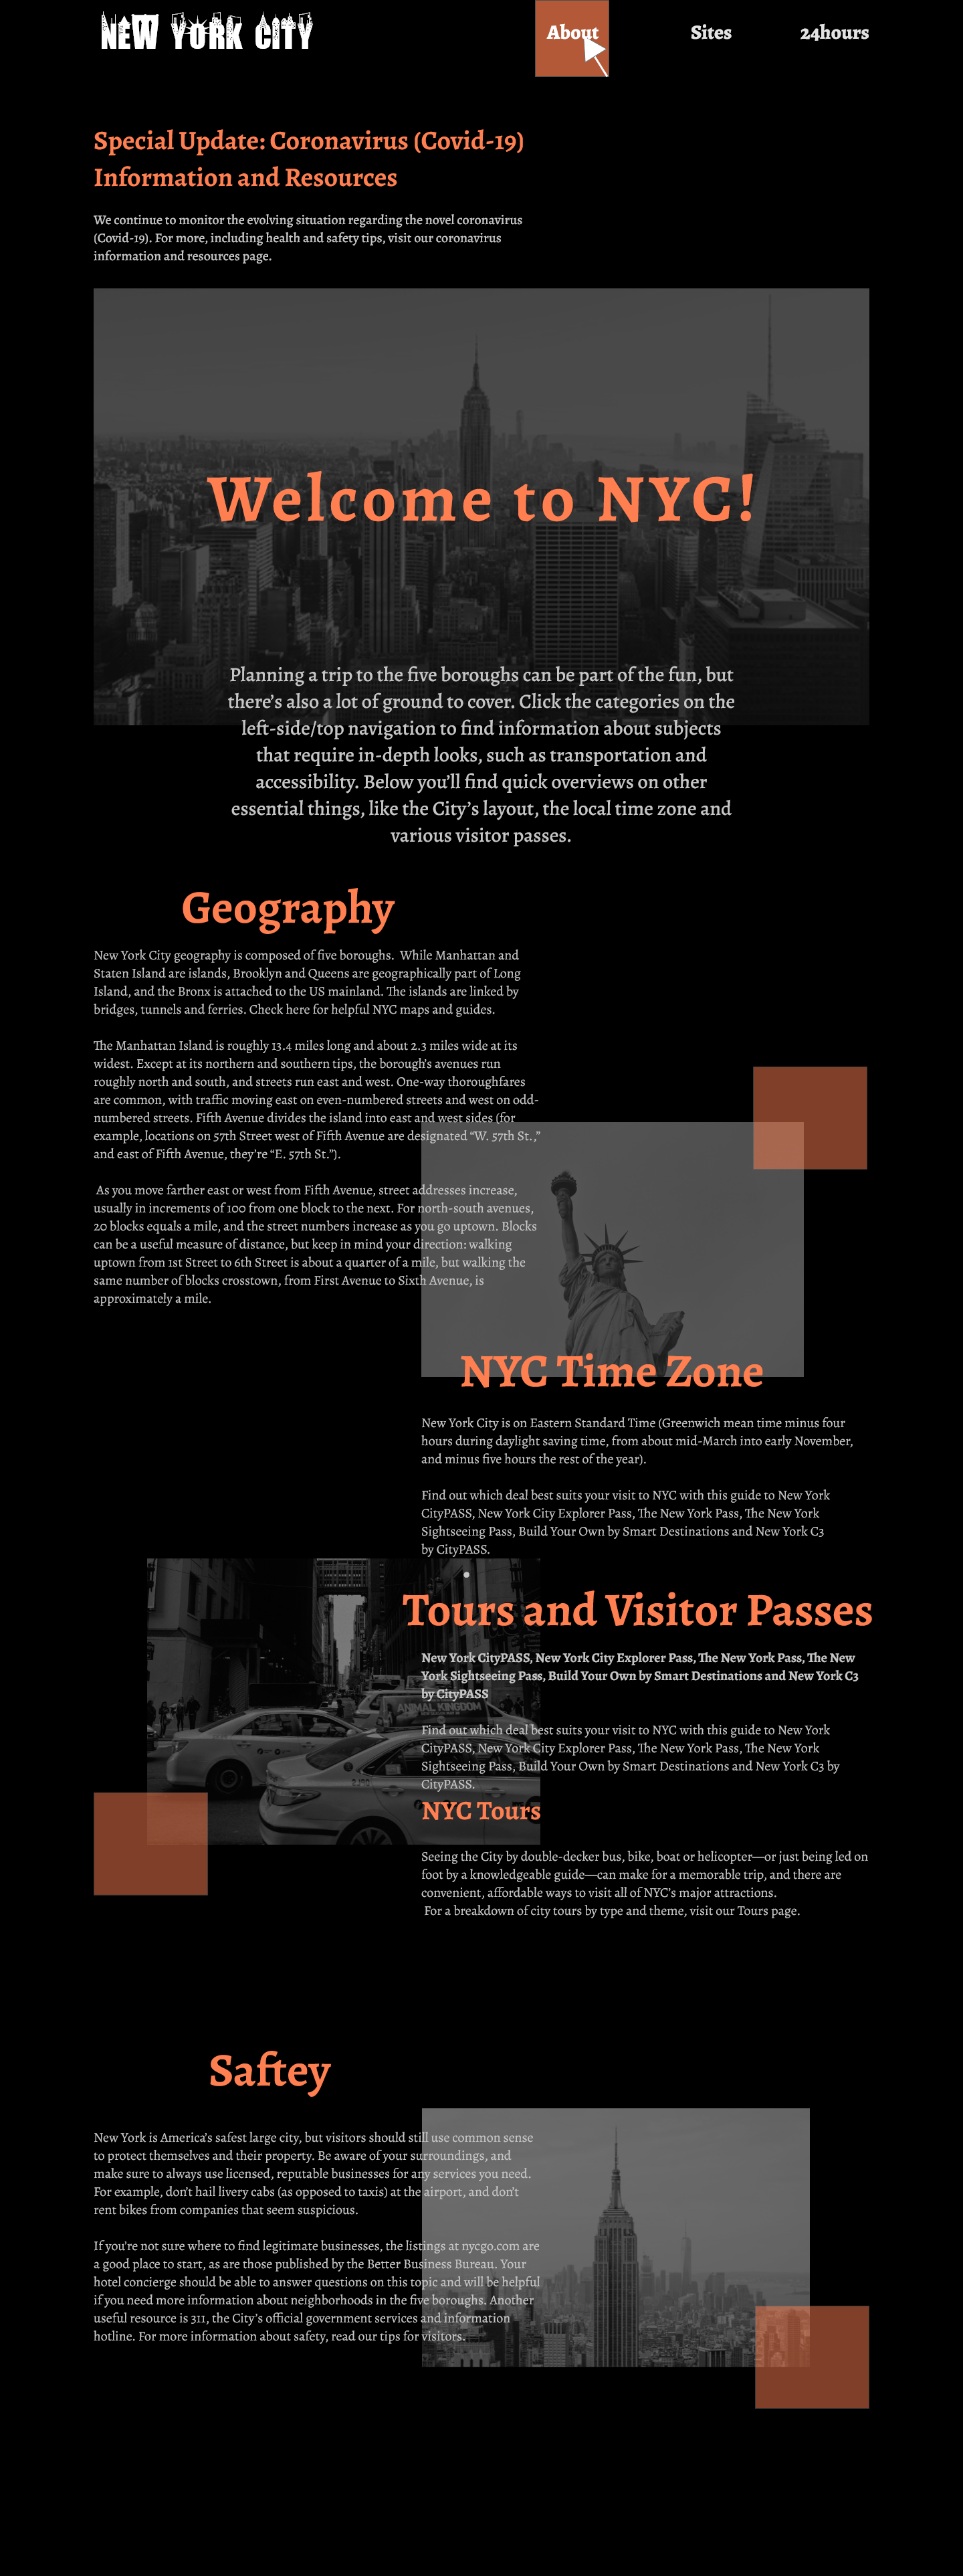 NEW YORK CITY
About
Sites
24hours
Special Update: Coronavirus (Covid-19)
Information and Resources
We continue to monitor the evolving situation regarding the novel coronavirus
(Covid-19). For more, including health and safety tips, visit our coronavirus
information and resources page.
Welcome to NYC!
Planning a trip to the five boroughs can be part of the fun, but
there’s also a lot of ground to cover. Click the categories on the
left-side/top navigation to find information about subjects
that require in-depth looks, such as transportation and
accessibility. Below you’ll find quick overviews on other
essential things, like the City’s layout, the local time zone and
various visitor passes.
Geography
New York City geography is composed of five boroughs.  While Manhattan and
Staten Island are islands, Brooklyn and Queens are geographically part of Long
Island, and the Bronx is attached to the US mainland. The islands are linked by
bridges, tunnels and ferries. Check here for helpful NYC maps and guides.
The Manhattan Island is roughly 13.4 miles long and about 2.3 miles wide at its
widest. Except at its northern and southern tips, the borough’s avenues run
roughly north and south, and streets run east and west. One-way thoroughfares
are common, with traffic moving east on even-numbered streets and west on odd-
numbered streets. Fifth Avenue divides the island into east and west sides (for
example, locations on 57th Street west of Fifth Avenue are designated “W. 57th St.,”
and east of Fifth Avenue, they’re “E. 57th St.”).
As you move farther east or west from Fifth Avenue, street addresses increase,
usually in increments of 100 from one block to the next. For north-south avenues,
20 blocks equals a mile, and the street numbers increase as you go uptown. Blocks
can be a useful measure of distance, but keep in mind your direction: walking
uptown from 1st Street to 6th Street is about a quarter of a mile, but walking the
same number of blocks crosstown, from First Avenue to Sixth Avenue, is
approximately a mile.
NYC Time Zone
New York City is on Eastern Standard Time (Greenwich mean time minus four
hours during daylight saving time, from about mid-March into early November,
and minus five hours the rest of the year).
Find out which deal best suits your visit to NYC with this guide to New York
CityPASS, New York City Explorer Pass, The New York Pass, The New York
Sightseeing Pass, Build Your Own by Smart Destinations and New York C3
by CityPASS.
Tours and Visitor Passes
New York CityPASS, New York City Explorer Pass, The New York Pass, The New
York Sightseeing Pass, Build Your Own by Smart Destinations and New York C3
by CityPASS
ANIMAL KINGDOM
Find out which deal best suits your visit to NYC with this guide to New York
CityPASS, New York City Explorer Pass, The New York Pass, The New York
Sightseeing Pass, Build Your Own by Smart Destinations and New York C3 by
CityPASS.
NYC Tours
Seeing the City by double-decker bus, bike, boat or helicopter—or just being led on
foot by a knowledgeable guide—can make for a memorable trip, and there are
convenient, affordable ways to visit all of NYC’s major attractions.
For a breakdown of city tours by type and theme, visit our Tours page.
Saftey
New York is America’s safest large city, but visitors should still use common sense
to protect themselves and their property. Be aware of your surroundings, and
make sure to always use licensed, reputable businesses for any services you need.
For example, don’t hail livery cabs (as opposed to taxis) at the airport, and don’t
rent bikes from companies that seem suspicious.
If you’re not sure where to find legitimate businesses, the listings at nycgo.com are
a good place to start, as are those published by the Better Business Bureau. Your
hotel concierge should be able to answer questions on this topic and will be helpful
if you need more information about neighborhoods in the five boroughs. Another
useful resource is 311, the City’s official government services and information
hotline. For more information about safety, read our tips for visitors.